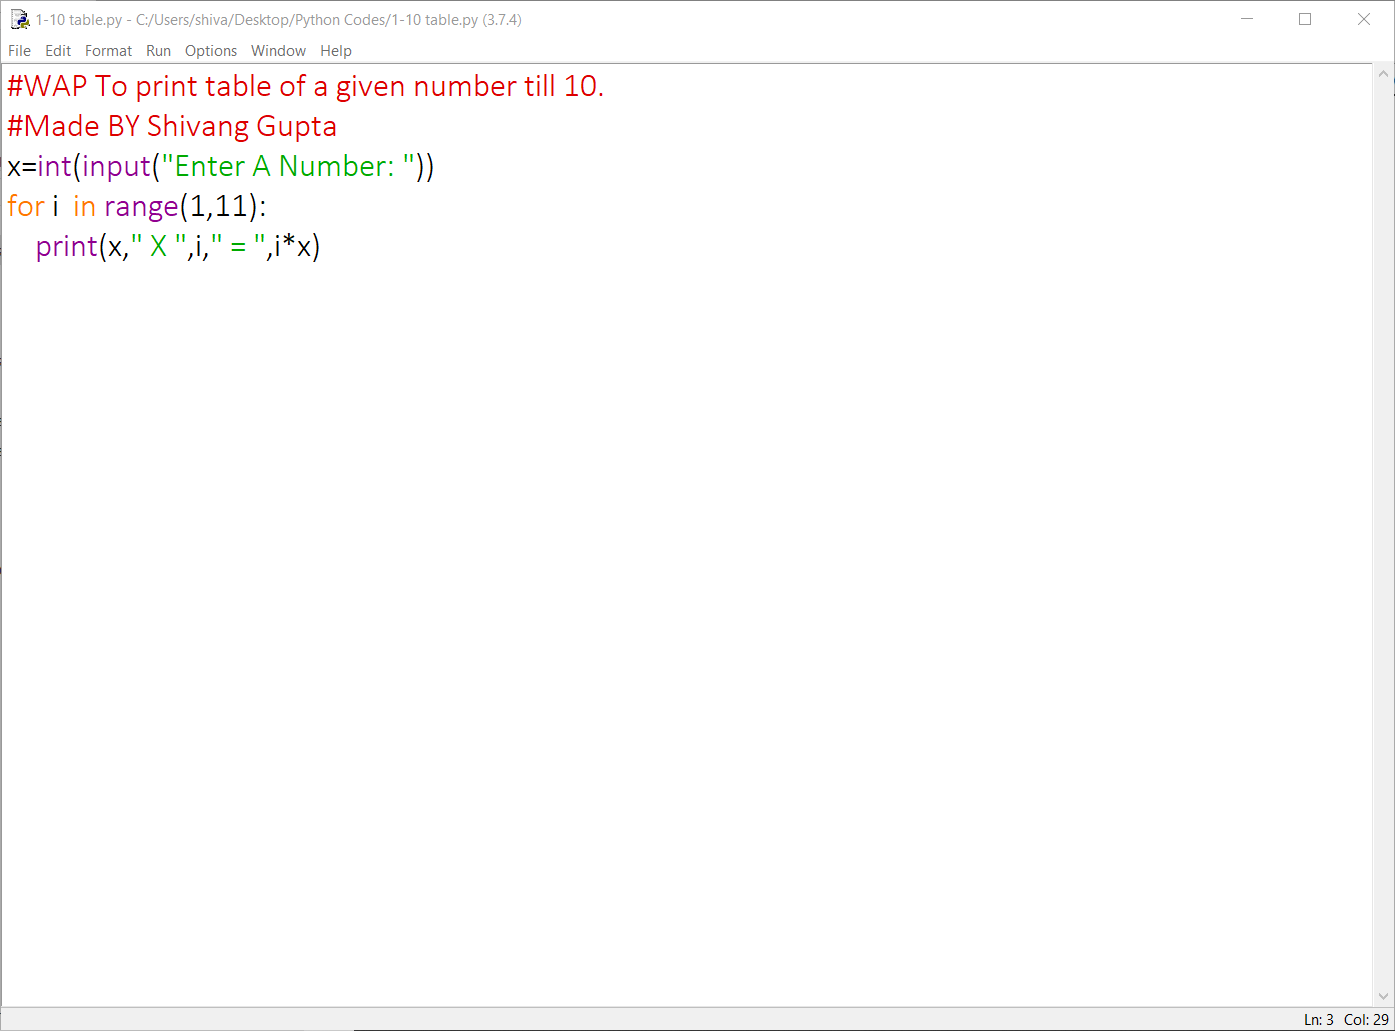 1-10 table.py - C:/Users/shiva/Desktop/Python Codes/1-10 table.py (3.7.4)
File Edit Format Run Options Window Help
#WAP To print table of a given number till 10.
#Made BY Shivang Gupta
x=int(input("Enter A Number: "))
for i  in range(1,11):
    print(x," X ",i," = ",i*x)
Ln: 3 Col: 29